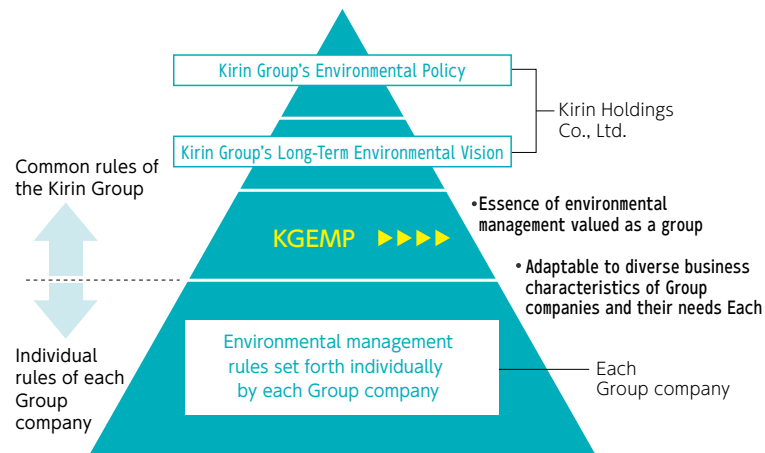 Kirin Group's Environmental Policy
Kirin Holdings
Co., Ltd.
Kirin Group's Long-Term Environmental Vision
Common rules of
the Kirin Group
KGEMP
•Essence of environmental
management valued as a group
•Adaptable to diverse business
characteristics of Group
companies and their needs Each
Individual
rules of each
Group
company
Environmental management
rules set forth individually
by each Group company
Each
Group company